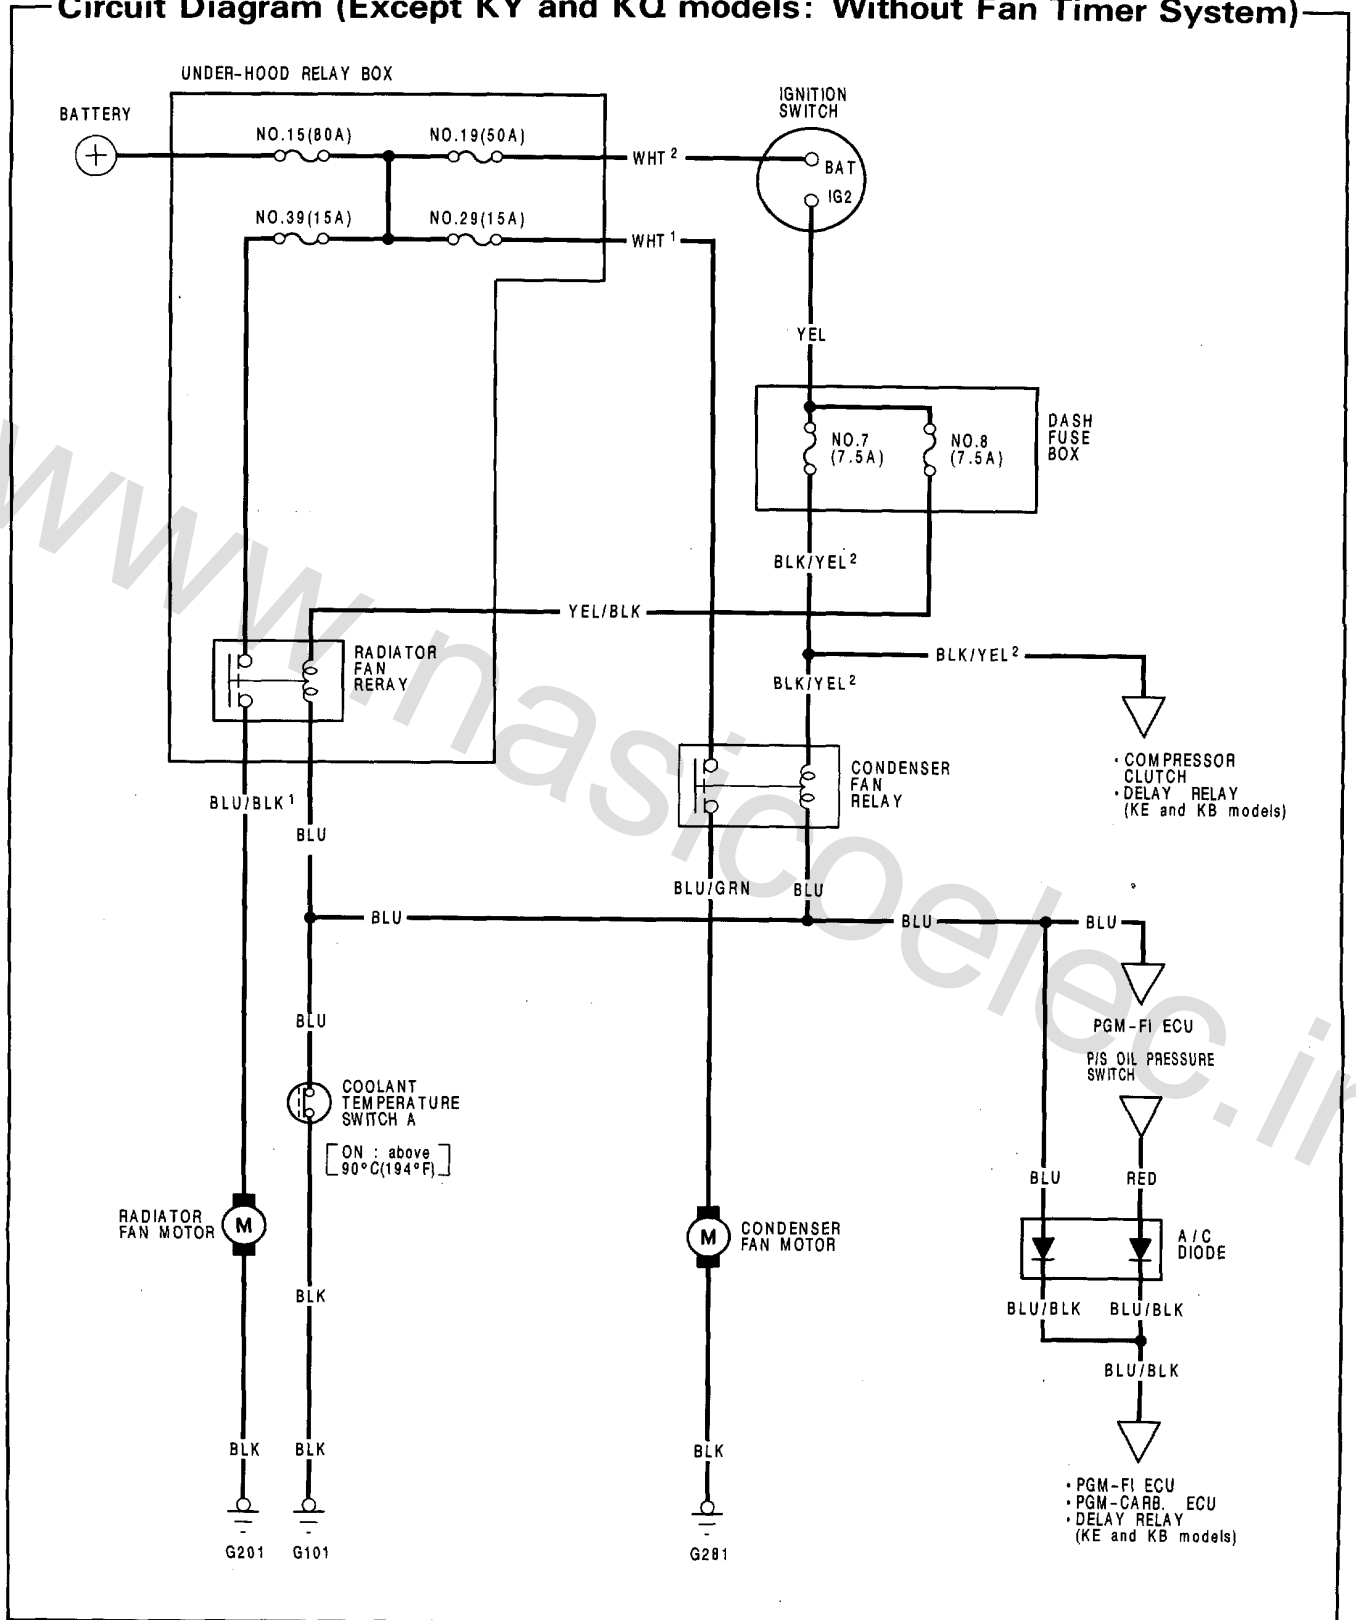 Circuit Diagram (Except KY and KQ models: Without Fan Timer System)
UNDER-HOOD RELAY BOX
BATTERY
NO.15(80A)
NO.19(50A)
WHT 2
IGNITION
SWITCH
BAT
IG2
NO.39(15A)
NO.29(15A)
WHT 1
YEL
DASH
FUSE
BOX
NO.7
(7.5A)
NO.8
(7.5A)
BLK/YEL 2
YEL/BLK
RADIATOR
FAN
RERAY
BLK/YEL 2
BLK/YEL 2
CONDENSER
FAN
RELAY
• COMPRESSOR
CLUTCH
• DELAY RELAY
(KE and KB models)
BLU/BLK 1
BLU
BLU/GRN
BLU
BLU
BLU
BLU
PGM-FI ECU
BLU
P/S OIL PRESSURE
SWITCH
COOLANT
TEMPERATURE
SWITCH A
[ON : above
90°C(194°F)]
BLU
RED
RADIATOR
FAN MOTOR
M
CONDENSER
FAN MOTOR
M
A/C
DIODE
BLK
BLU/BLK
BLU/BLK
BLU/BLK
BLK
BLK
BLK
• PGM-FI ECU
• PGM-CARB. ECU
• DELAY RELAY
(KE and KB models)
G201
G101
G281
www.nasicoelec.ir